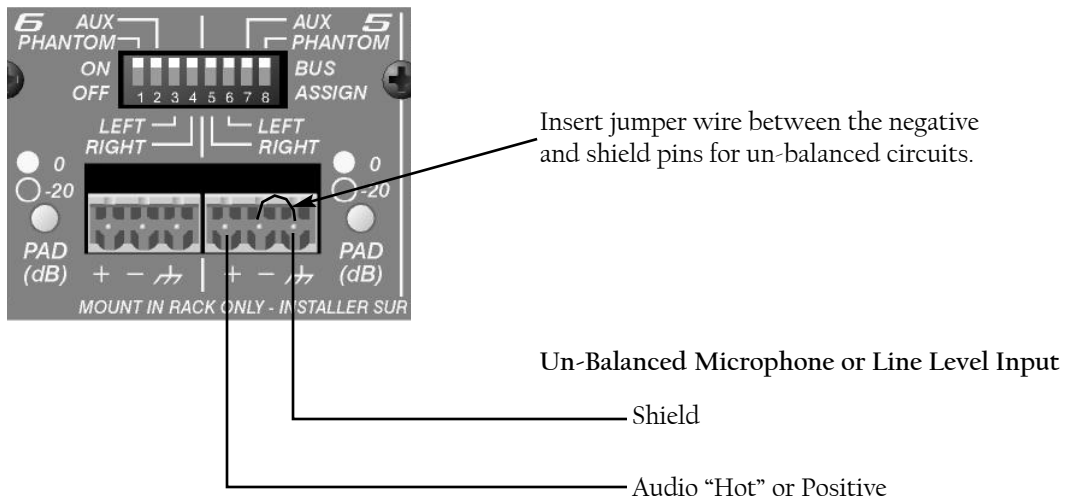 6 AUX AUX 5
PHANTOM PHANTOM
ON BUS
OFF 1 2 3 4 5 6 7 8 ASSIGN
LEFT LEFT
RIGHT RIGHT
0 0
-20 -20
PAD PAD
(dB) + − + − (dB)
MOUNT IN RACK ONLY - INSTALLER SUR
Insert jumper wire between the negative
and shield pins for un-balanced circuits.
Un-Balanced Microphone or Line Level Input
Shield
Audio “Hot” or Positive